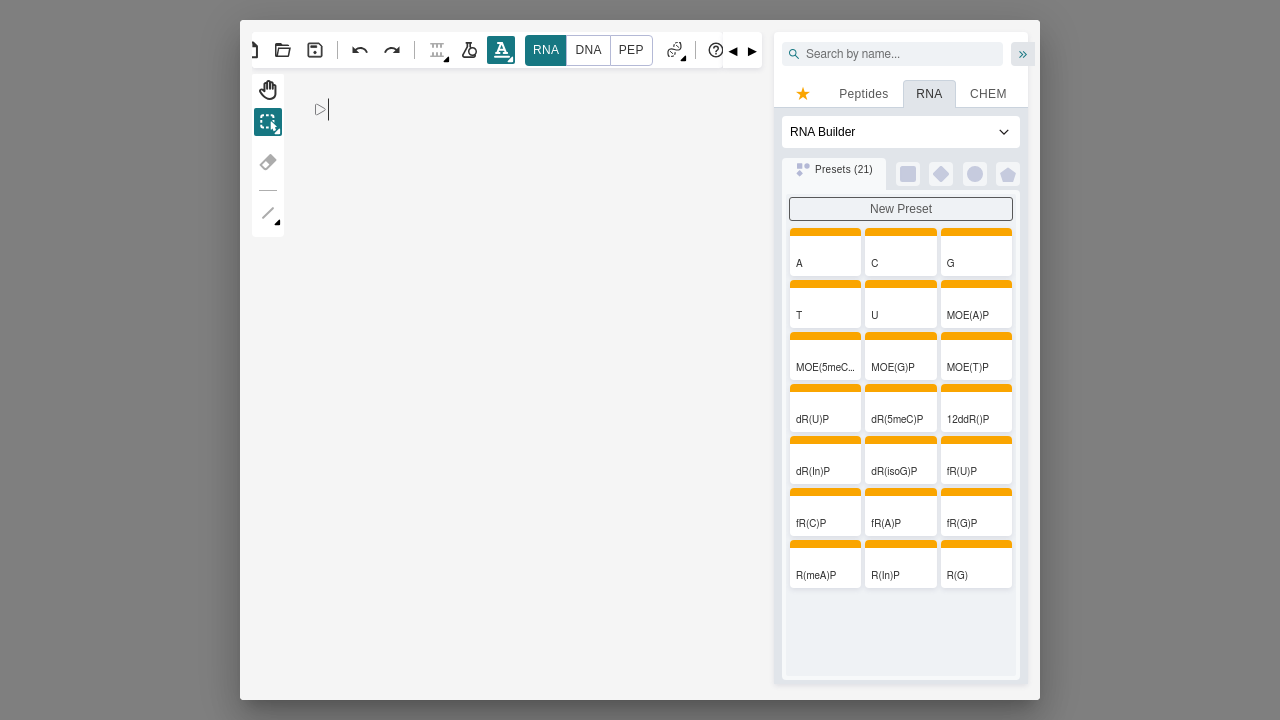 A RNA DNA PEP
Search by name...
Peptides RNA CHEM
RNA Builder
Presets (21)
New Preset
A C G
T U MOE(A)P
MOE(5meC... MOE(G)P MOE(T)P
dR(U)P dR(5meC)P 12ddR()P
dR(In)P dR(isoG)P fR(U)P
fR(C)P fR(A)P fR(G)P
R(meA)P R(In)P R(G)